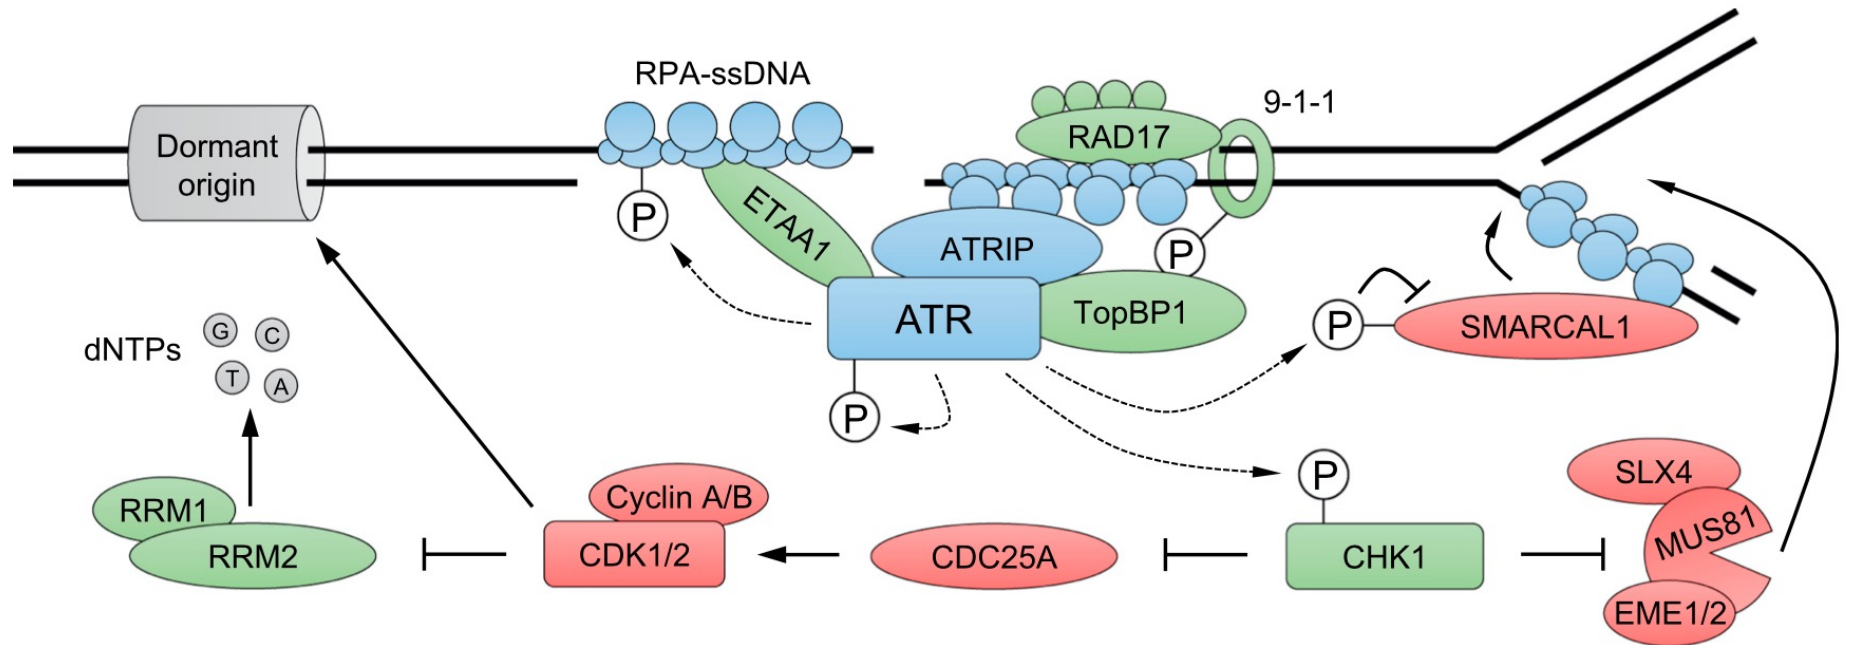 RPA-ssDNA
9-1-1
Dormant
origin
RAD17
P
ETAA1
ATRIP
P
ATR
TopBP1
P
SMARCAL1
dNTPs
G
C
T
A
P
P
RRM1
RRM2
Cyclin A/B
CDK1/2
CDC25A
CHK1
SLX4
MUS81
EME1/2